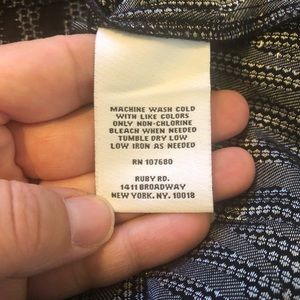 MACHINE WASH COLD
WITH LIKE COLORS
ONLY NON-CHLORINE
BLEACH WHEN NEEDED
TUMBLE DRY LOW
LOW IRON AS NEEDED
RN 107680
RUBY RD.
1411 BROADWAY
NEW YORK, NY. 10018